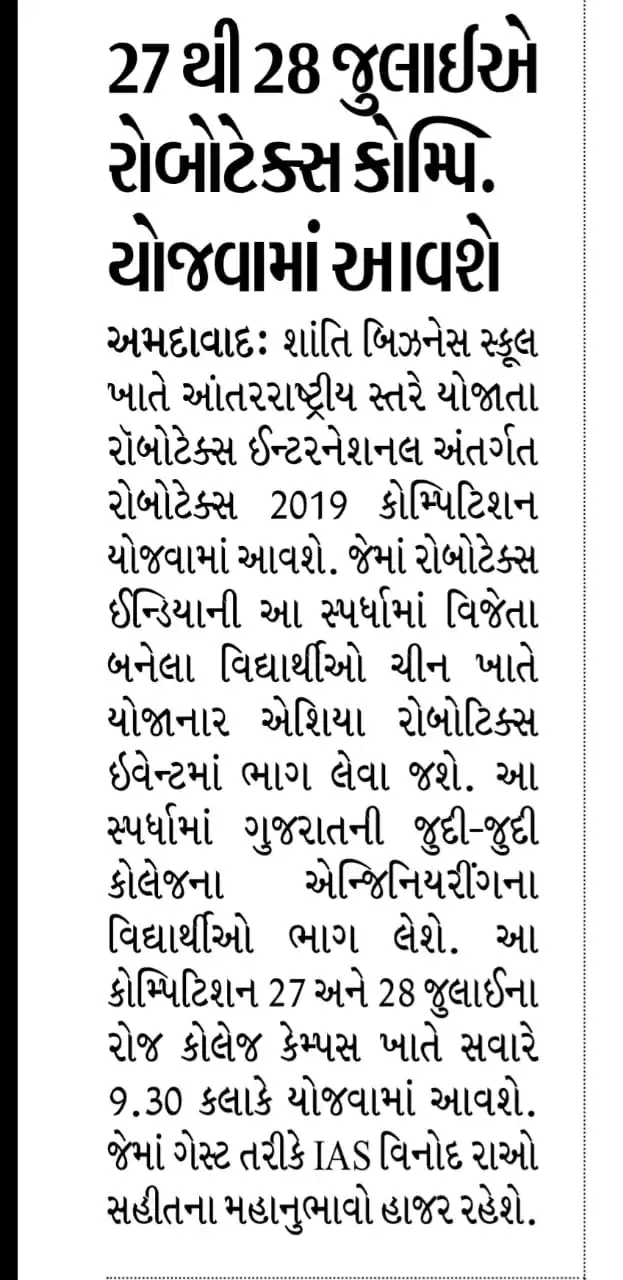 27 થી 28 જુલાઈએ
રોબોટેક્સ કોમ્પિ.
યોજવામાં આવશે
અમદાવાદ: શાંતિ બિઝનેસ સ્કૂલ
ખાતે આંતરરાષ્ટ્રીય સ્તરે યોજાતા
રૉબોટેક્સ ઈન્ટરનેશનલ અંતર્ગત
રોબોટેક્સ 2019 કોમ્પિટિશન
યોજવામાં આવશે. જેમાં રોબોટેક્સ
ઈન્ડિયાની આ સ્પર્ધામાં વિજેતા
બનેલા વિદ્યાર્થીઓ ચીન ખાતે
યોજાનાર એશિયા રોબોટિક્સ
ઇવેન્ટમાં ભાગ લેવા જશે. આ
સ્પર્ધામાં ગુજરાતની જુદી-જુદી
કોલેજના એન્જિનિયરીંગના
વિદ્યાર્થીઓ ભાગ લેશે. આ
કોમ્પિટિશન 27 અને 28 જુલાઈના
રોજ કોલેજ કેમ્પસ ખાતે સવારે
9.30 કલાકે યોજવામાં આવશે.
જેમાં ગેસ્ટ તરીકે IAS વિનોદ રાઓ
સહીતના મહાનુભાવો હાજર રહેશે.